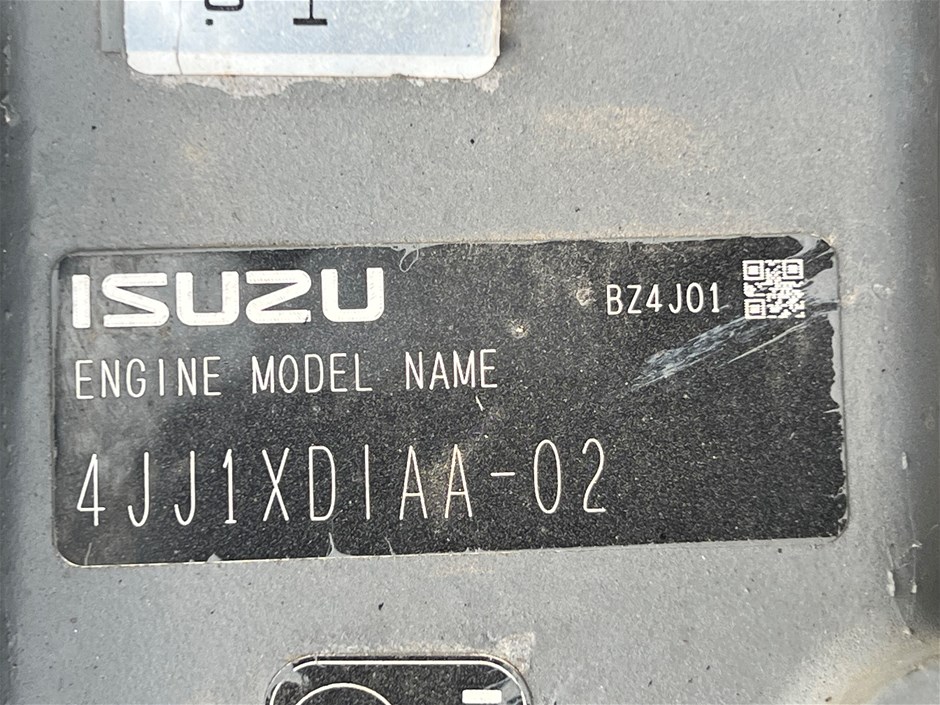 ISUZU
BZ4J01
ENGINE MODEL NAME
4JJ1XDIAA-02